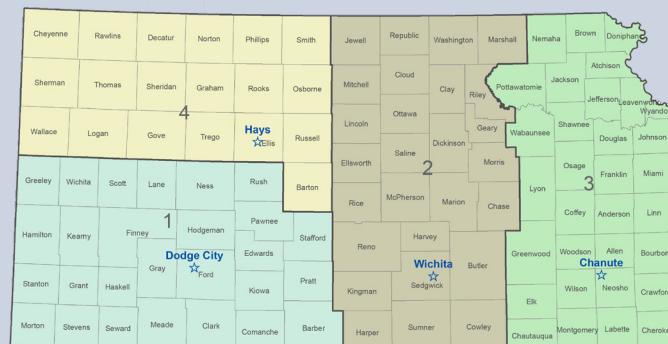 Cheyenne Rawlins Decatur Norton Phillips Smith Jewell Republic Washington Marshall Nemaha Brown Doniphan
Atchison
Sherman Thomas Sheridan Graham Rooks Osborne Mitchell Cloud Clay Riley Pottawatomie Jackson
Jefferson Leavenwor
Wyando
4
Ottawa
Wallace Logan Gove Trego Hays Ellis Russell Lincoln Geary Wabaunsee Shawnee Douglas Johnson
Saline Dickinson
Ellsworth 2 Morris Osage Franklin Miami
Greeley Wichita Scott Lane Ness Rush Barton Rice McPherson Marion Chase Lyon 3
1 Pawnee Coffey Anderson Linn
Hamilton Kearny Finney Hodgeman Stafford Reno Harvey
Dodge City Edwards Butler Greenwood Woodson Allen Bourbo
Gray Ford Wichita Chanute
Stanton Grant Haskell Kiowa Pratt Kingman Sedgwick Elk Wilson Neosho Crawfor
Morton Stevens Seward Meade Clark Comanche Barber Harper Sumner Cowley Chautauqua Montgomery Labette Cheroke